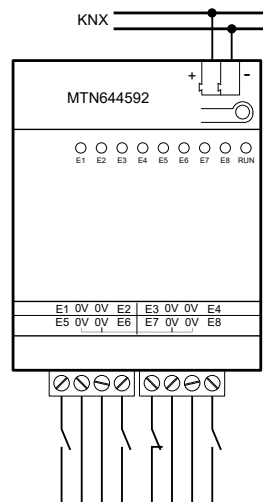 KNX
+ -
MTN644592
E1 E2 E3 E4 E5 E6 E7 E8 RUN
E1 0V 0V E2 E3 0V 0V E4
E5 0V 0V E6 E7 0V 0V E8